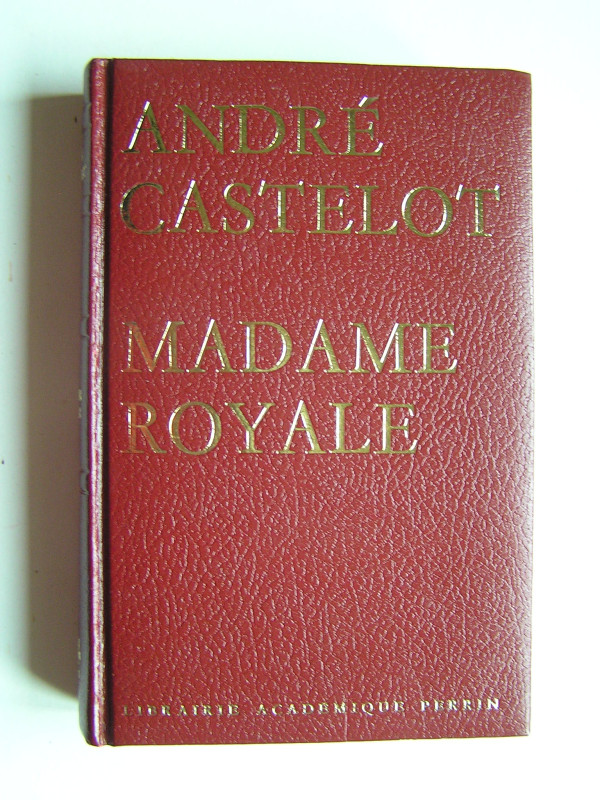 ANDRÉ
CASTELOT
MADAME
ROYALE
LIBRAIRIE ACADÉMIQUE PERRIN